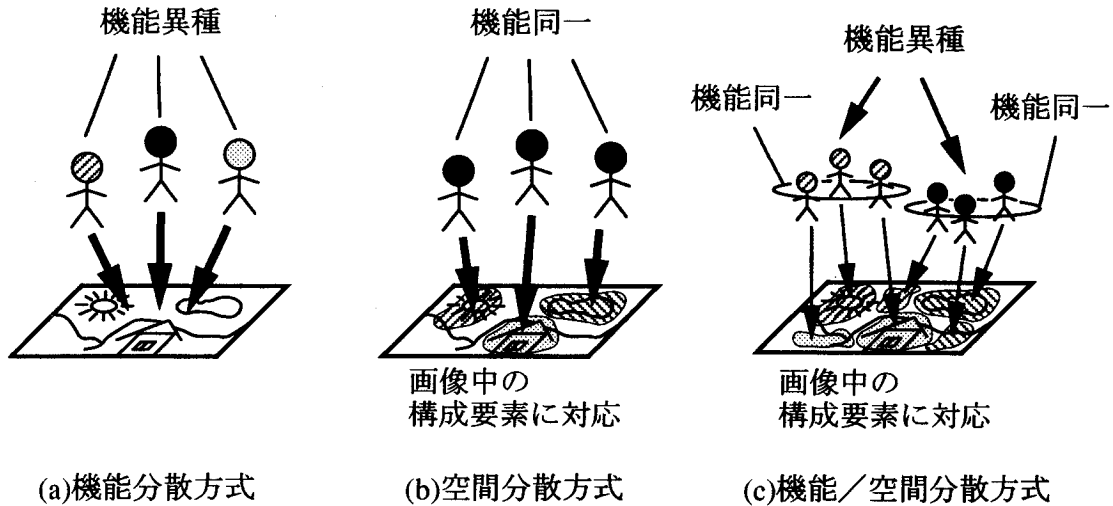 機能異種
機能同一
機能異種
機能同一
機能同一
画像中の
構成要素に対応
画像中の
構成要素に対応
(a)機能分散方式
(b)空間分散方式
(c)機能／空間分散方式